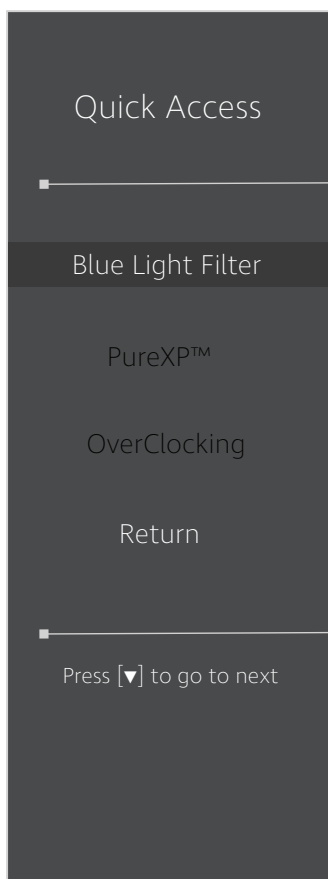 Quick Access
Blue Light Filter
PureXP™
OverClocking
Return
Press [▼] to go to next